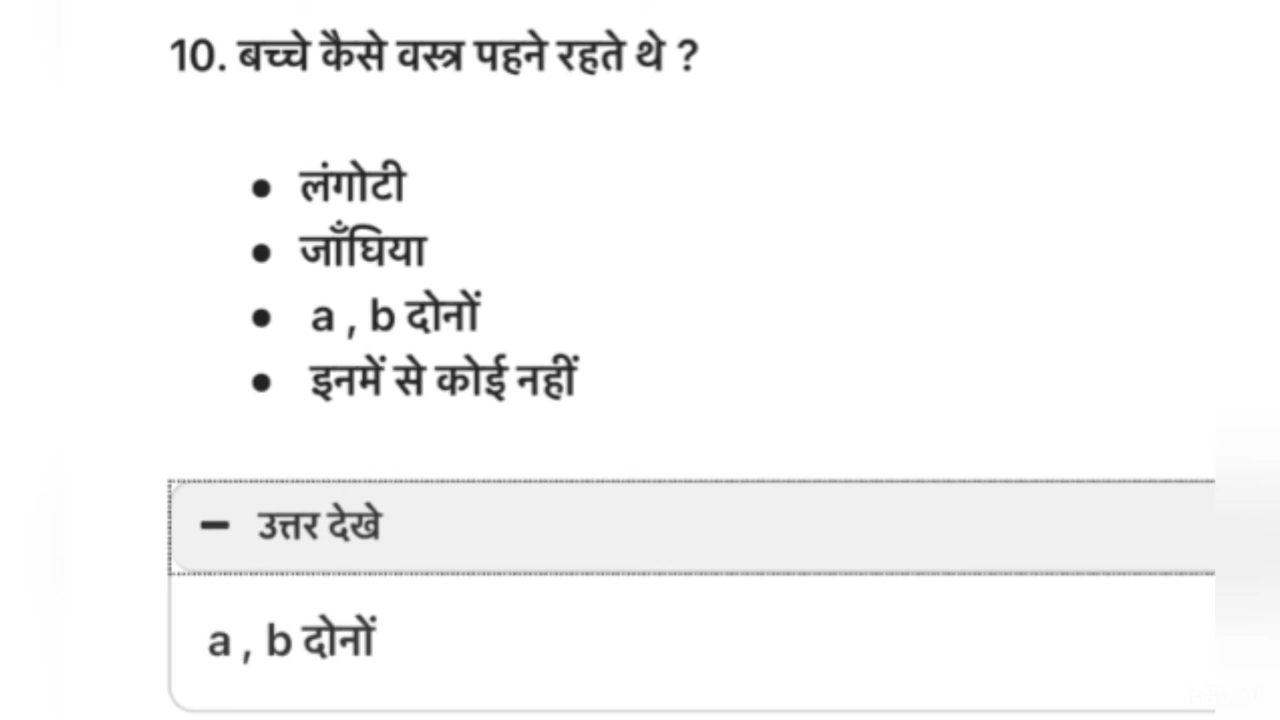 10. बच्चे कैसे वस्त्र पहने रहते थे ?
• लंगोटी
• जाँघिया
• a , b दोनों
• इनमें से कोई नहीं
− उत्तर देखे
a , b दोनों